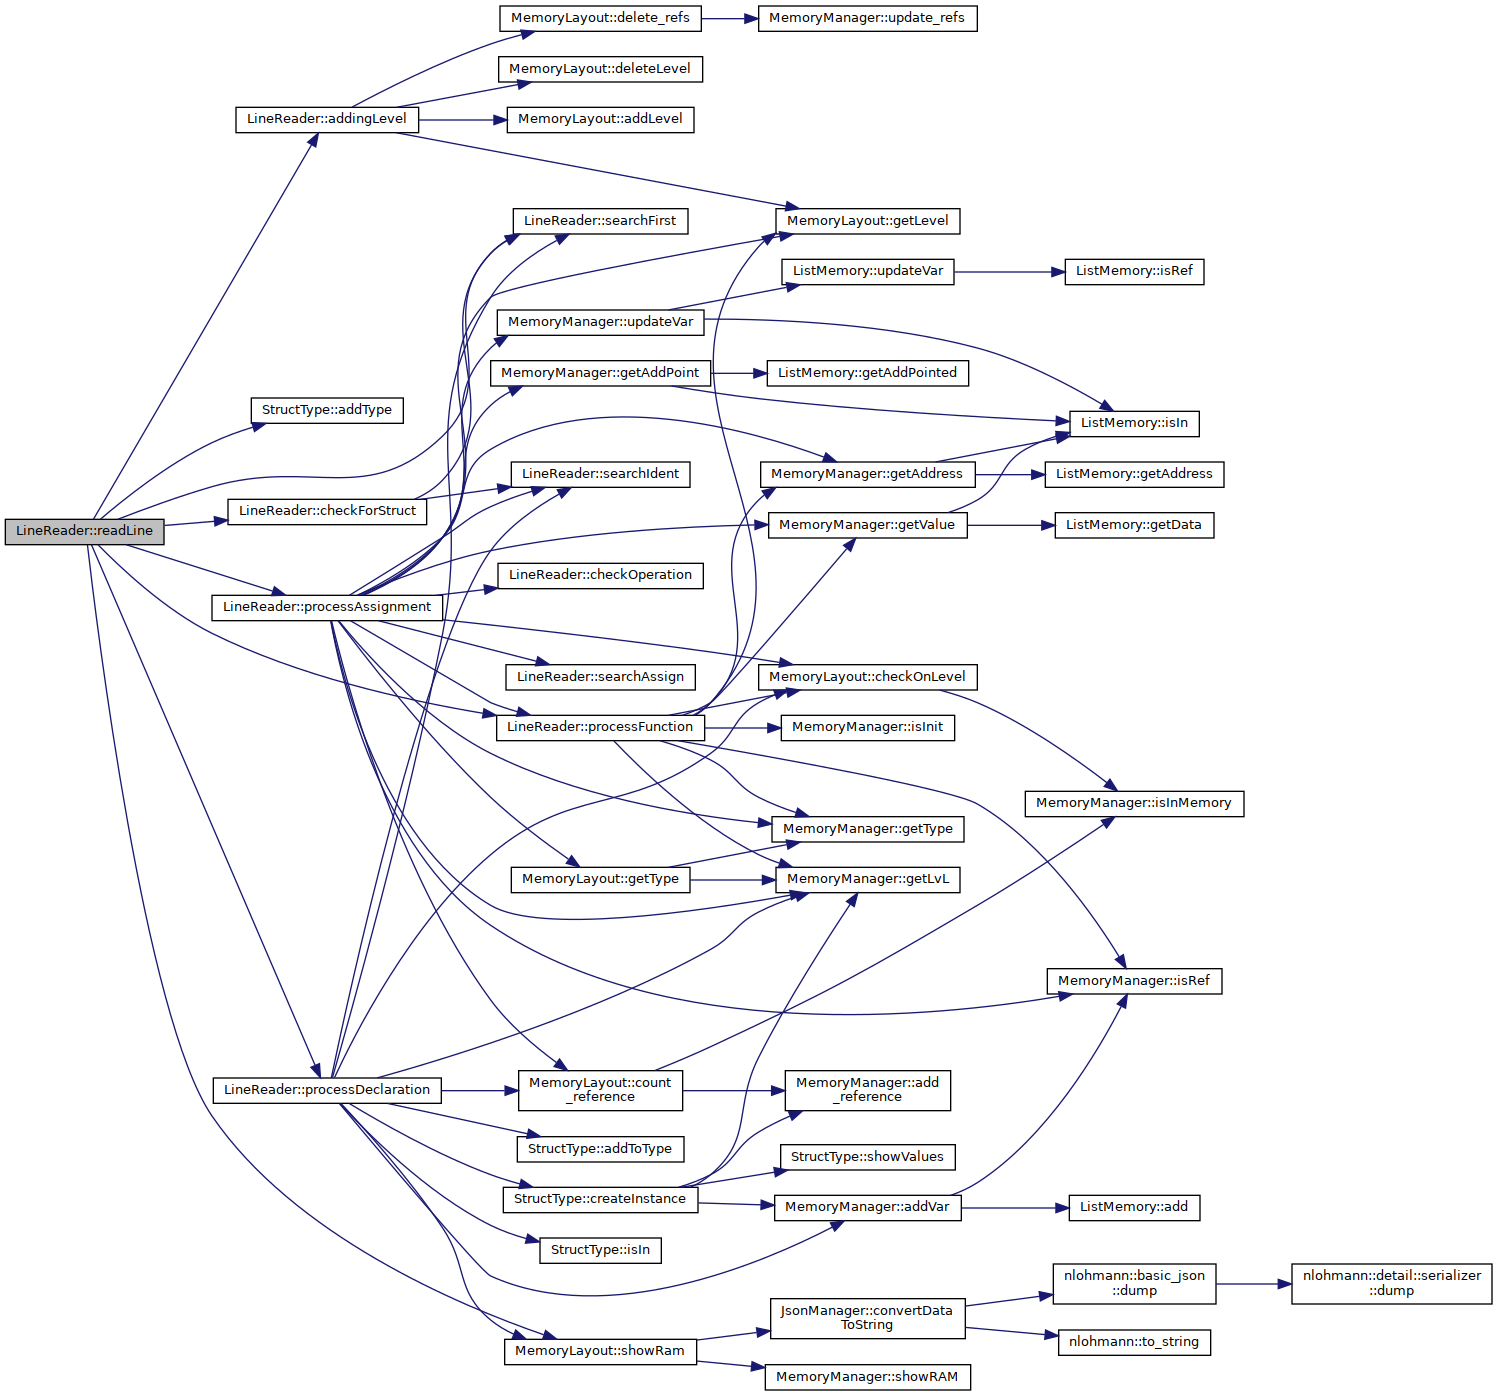 MemoryLayout::delete_refs
MemoryManager::update_refs
MemoryLayout::deleteLevel
LineReader::addingLevel
MemoryLayout::addLevel
LineReader::searchFirst
MemoryLayout::getLevel
ListMemory::updateVar
ListMemory::isRef
MemoryManager::updateVar
MemoryManager::getAddPoint
ListMemory::getAddPointed
StructType::addType
ListMemory::isIn
LineReader::searchIdent
MemoryManager::getAddress
ListMemory::getAddress
LineReader::checkForStruct
LineReader::readLine
MemoryManager::getValue
ListMemory::getData
LineReader::checkOperation
LineReader::processAssignment
LineReader::searchAssign
MemoryLayout::checkOnLevel
LineReader::processFunction
MemoryManager::isInit
MemoryManager::isInMemory
MemoryManager::getType
MemoryLayout::getType
MemoryManager::getLvL
MemoryManager::isRef
LineReader::processDeclaration
MemoryLayout::count
_reference
MemoryManager::add
_reference
StructType::addToType
StructType::showValues
StructType::createInstance
MemoryManager::addVar
ListMemory::add
StructType::isIn
nlohmann::basic_json
::dump
nlohmann::detail::serializer
::dump
JsonManager::convertData
ToString
nlohmann::to_string
MemoryLayout::showRam
MemoryManager::showRAM